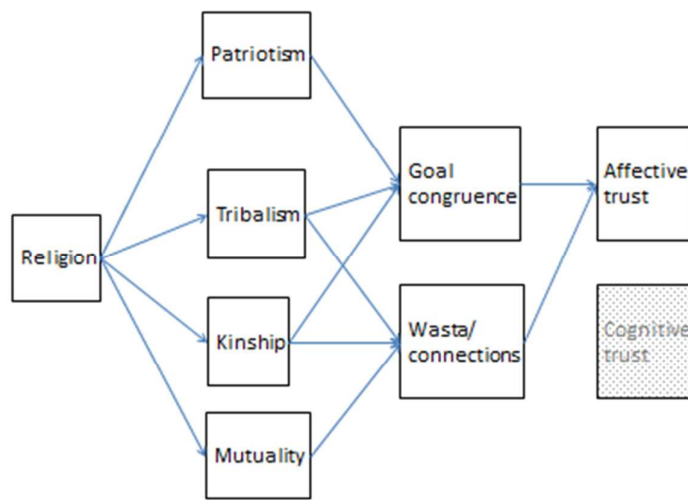 Patriotism
Tribalism
Religion
Kinship
Mutuality
Goal
congruence
Wasta/
connections
Affective
trust
Cognitive
trust